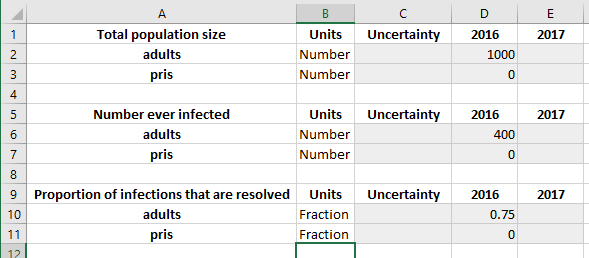 A B C D E
1 Total population size Units Uncertainty 2016 2017
2 adults Number 1000
3 pris Number 0
4
5 Number ever infected Units Uncertainty 2016 2017
6 adults Number 400
7 pris Number 0
8
9 Proportion of infections that are resolved Units Uncertainty 2016 2017
10 adults Fraction 0.75
11 pris Fraction 0
12